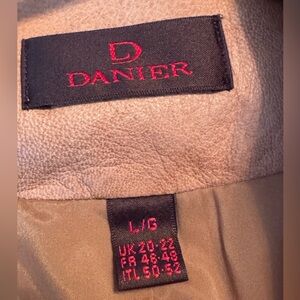 D
DANIER
L/G
UK 20-22
FR 46-48
ITL 50-52